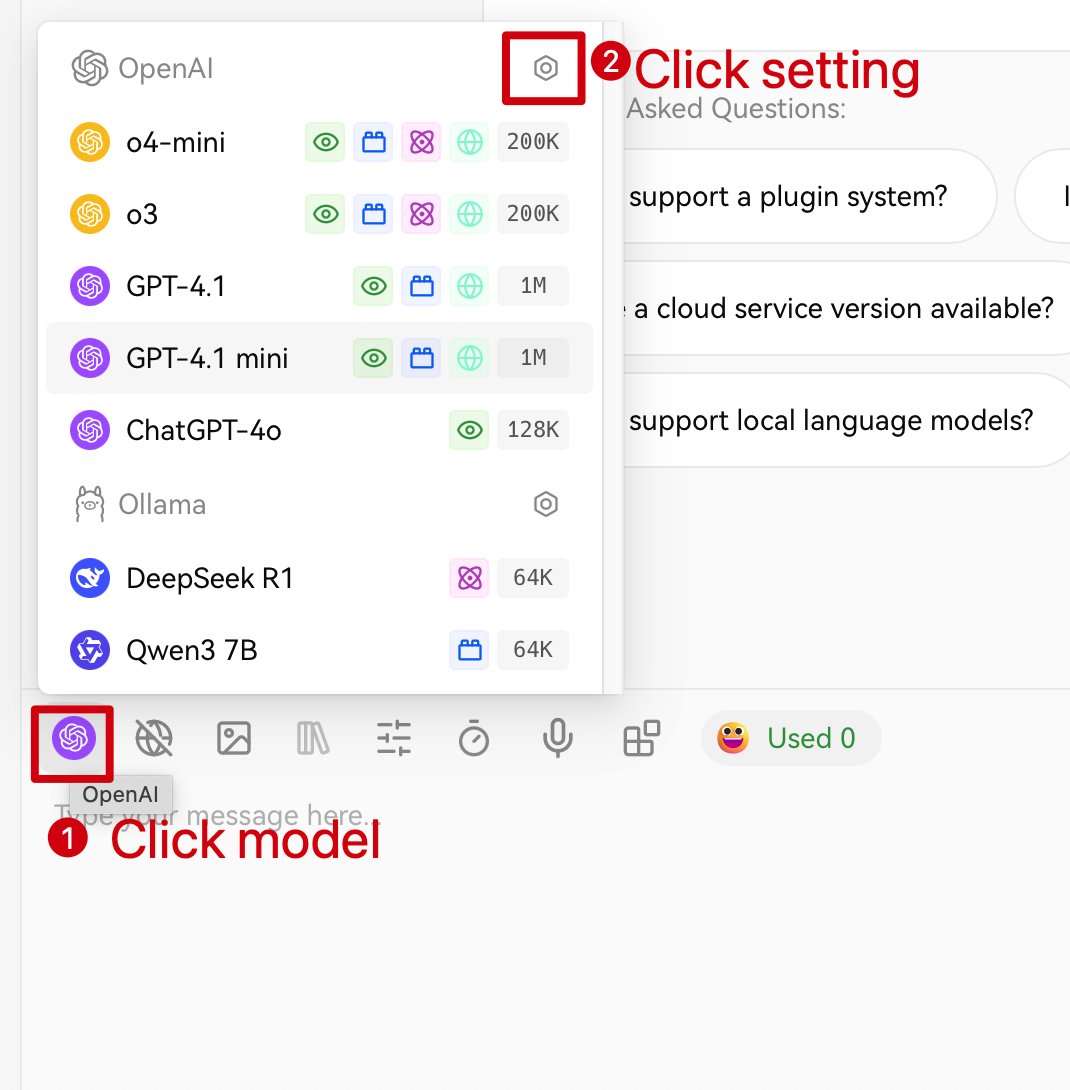 OpenAI
2 Click setting
Asked Questions:
o4-mini 200K
support a plugin system?
o3 200K
GPT-4.1 1M
a cloud service version available?
GPT-4.1 mini 1M
support local language models?
ChatGPT-4o 128K
Ollama
DeepSeek R1 64K
Qwen3 7B 64K
Used 0
OpenAI
Type your message here...
1 Click model